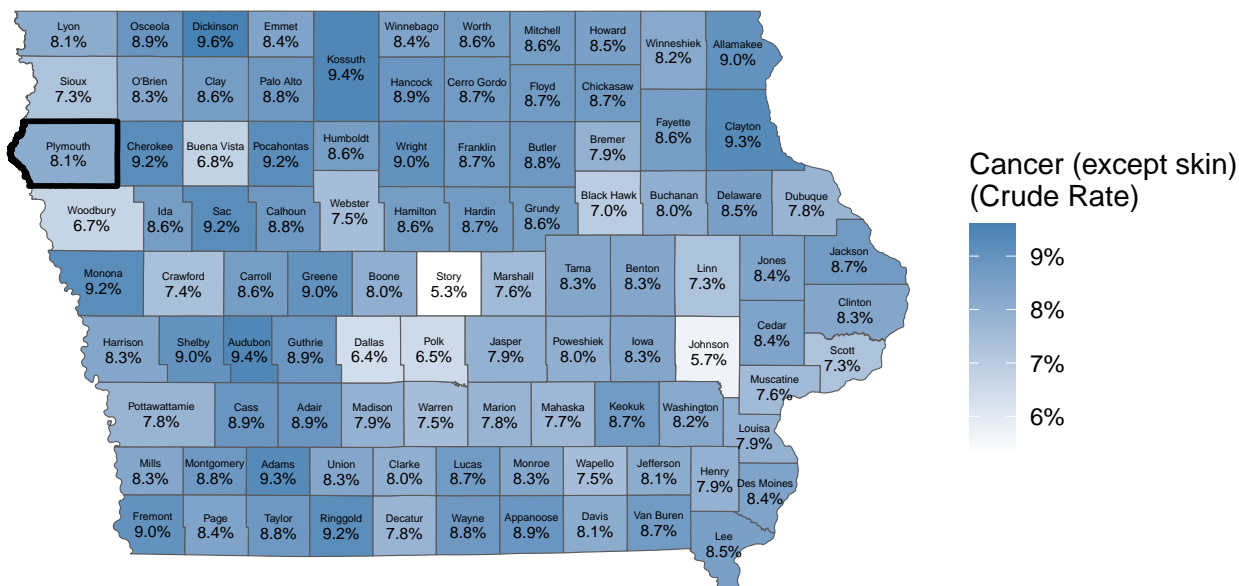 Lyon
8.1%
Osceola
8.9%
Dickinson
9.6%
Emmet
8.4%
Kossuth
9.4%
Winnebago
8.4%
Worth
8.6%
Mitchell
8.6%
Howard
8.5%
Winneshiek
8.2%
Allamakee
9.0%
Sioux
7.3%
O'Brien
8.3%
Clay
8.6%
Palo Alto
8.8%
Hancock
8.9%
Cerro Gordo
8.7%
Floyd
8.7%
Chickasaw
8.7%
Fayette
8.6%
Clayton
9.3%
Plymouth
8.1%
Cherokee
9.2%
Buena Vista
6.8%
Pocahontas
9.2%
Humboldt
8.6%
Wright
9.0%
Franklin
8.7%
Butler
8.8%
Bremer
7.9%
Woodbury
6.7%
Ida
8.6%
Sac
9.2%
Calhoun
8.8%
Webster
7.5%
Hamilton
8.6%
Hardin
8.7%
Grundy
8.6%
Black Hawk
7.0%
Buchanan
8.0%
Delaware
8.5%
Dubuque
7.8%
Monona
9.2%
Crawford
7.4%
Carroll
8.6%
Greene
9.0%
Boone
8.0%
Story
5.3%
Marshall
7.6%
Tama
8.3%
Benton
8.3%
Linn
7.3%
Jones
8.4%
Jackson
8.7%
Clinton
8.3%
Harrison
8.3%
Shelby
9.0%
Audubon
9.4%
Guthrie
8.9%
Dallas
6.4%
Polk
6.5%
Jasper
7.9%
Poweshiek
8.0%
Iowa
8.3%
Johnson
5.7%
Cedar
8.4%
Scott
7.3%
Muscatine
7.6%
Pottawattamie
7.8%
Cass
8.9%
Adair
8.9%
Madison
7.9%
Warren
7.5%
Marion
7.8%
Mahaska
7.7%
Keokuk
8.7%
Washington
8.2%
Louisa
7.9%
Mills
8.3%
Montgomery
8.8%
Adams
9.3%
Union
8.3%
Clarke
8.0%
Lucas
8.7%
Monroe
8.3%
Wapello
7.5%
Jefferson
8.1%
Henry
7.9%
Des Moines
8.4%
Fremont
9.0%
Page
8.4%
Taylor
8.8%
Ringgold
9.2%
Decatur
7.8%
Wayne
8.8%
Appanoose
8.9%
Davis
8.1%
Van Buren
8.7%
Lee
8.5%
Cancer (except skin)
(Crude Rate)
9%
8%
7%
6%